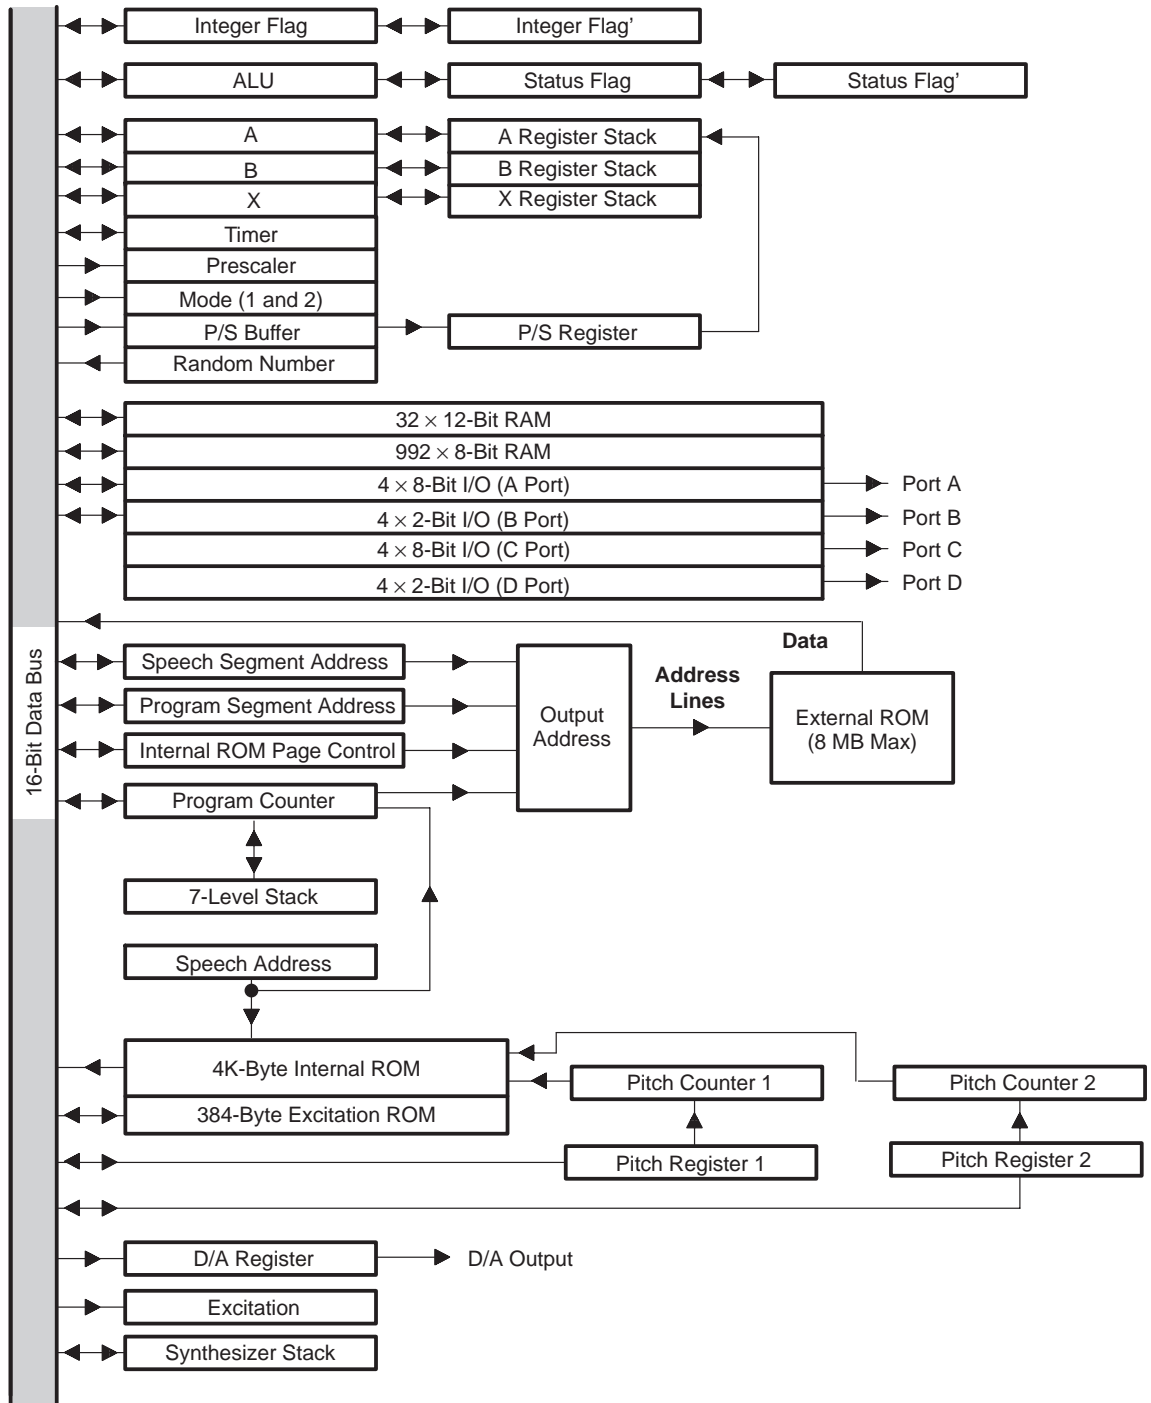 Integer Flag
Integer Flag’
ALU
Status Flag
Status Flag’
A
A Register Stack
B
B Register Stack
X
X Register Stack
Timer
Prescaler
Mode (1 and 2)
P/S Buffer
P/S Register
Random Number
32 × 12-Bit RAM
992 × 8-Bit RAM
4 × 8-Bit I/O (A Port)
Port A
4 × 2-Bit I/O (B Port)
Port B
4 × 8-Bit I/O (C Port)
Port C
4 × 2-Bit I/O (D Port)
Port D
16-Bit Data Bus
Data
Speech Segment Address
Program Segment Address
Internal ROM Page Control
Program Counter
Output
Address
Address
Lines
External ROM
(8 MB Max)
7-Level Stack
Speech Address
4K-Byte Internal ROM
384-Byte Excitation ROM
Pitch Counter 1
Pitch Counter 2
Pitch Register 1
Pitch Register 2
D/A Register
D/A Output
Excitation
Synthesizer Stack